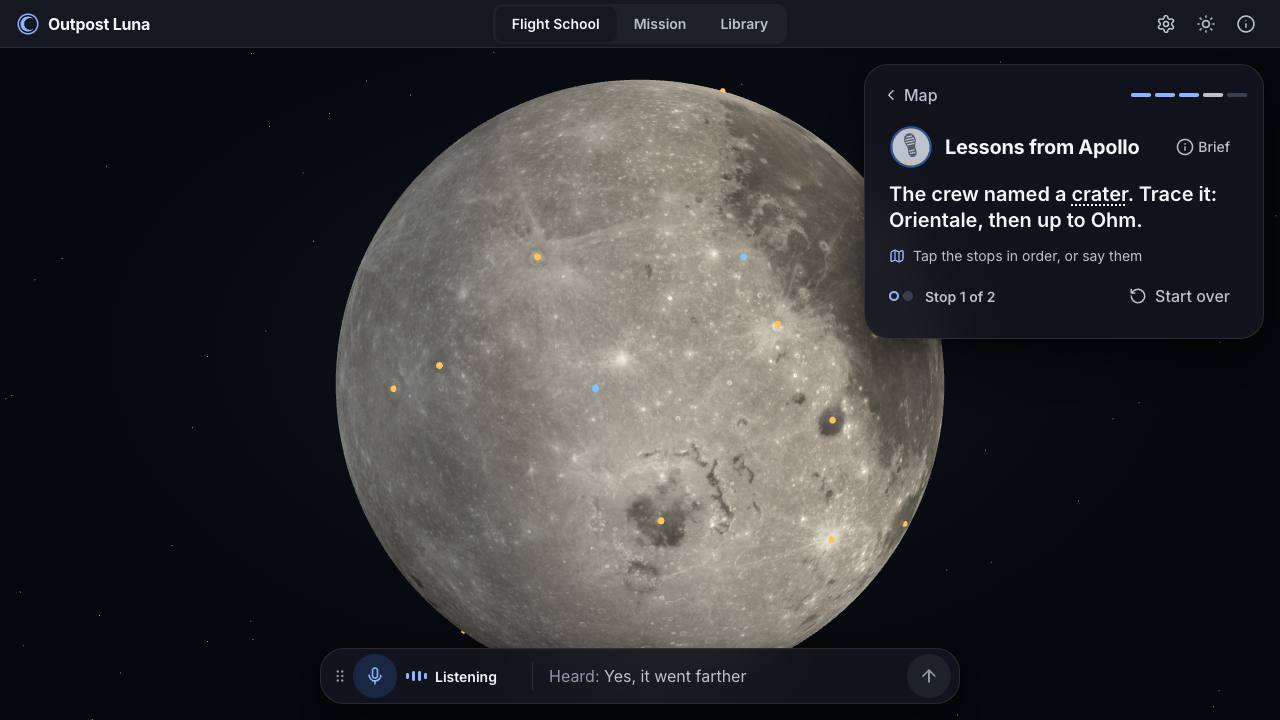 Outpost Luna
Flight School
Mission
Library
Map
Lessons from Apollo
Brief
The crew named a crater. Trace it:
Orientale, then up to Ohm.
Tap the stops in order, or say them
Stop 1 of 2
Start over
Listening
Heard: Yes, it went farther